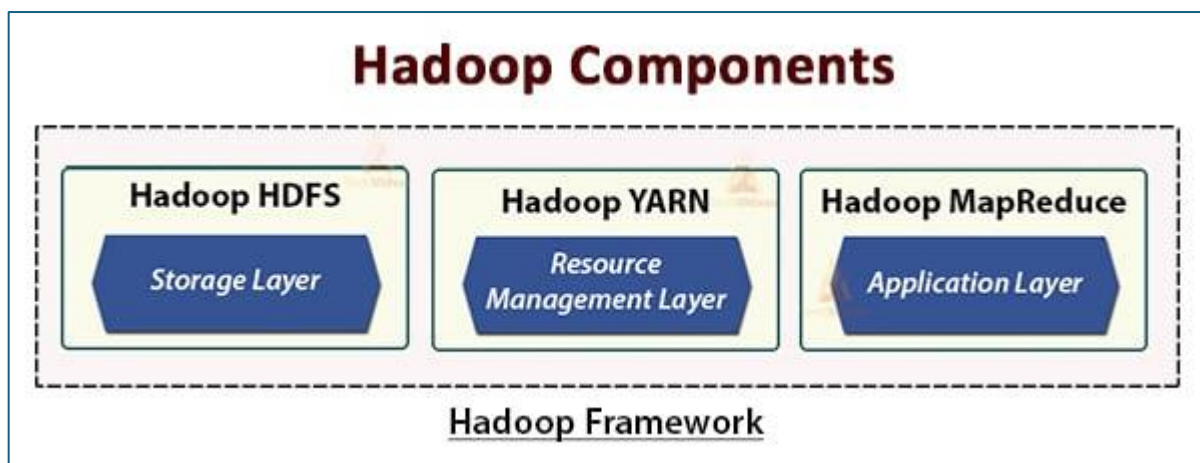 Hadoop Components
Hadoop HDFS
Storage Layer
Hadoop YARN
Resource
Management Layer
Hadoop MapReduce
Application Layer
Hadoop Framework